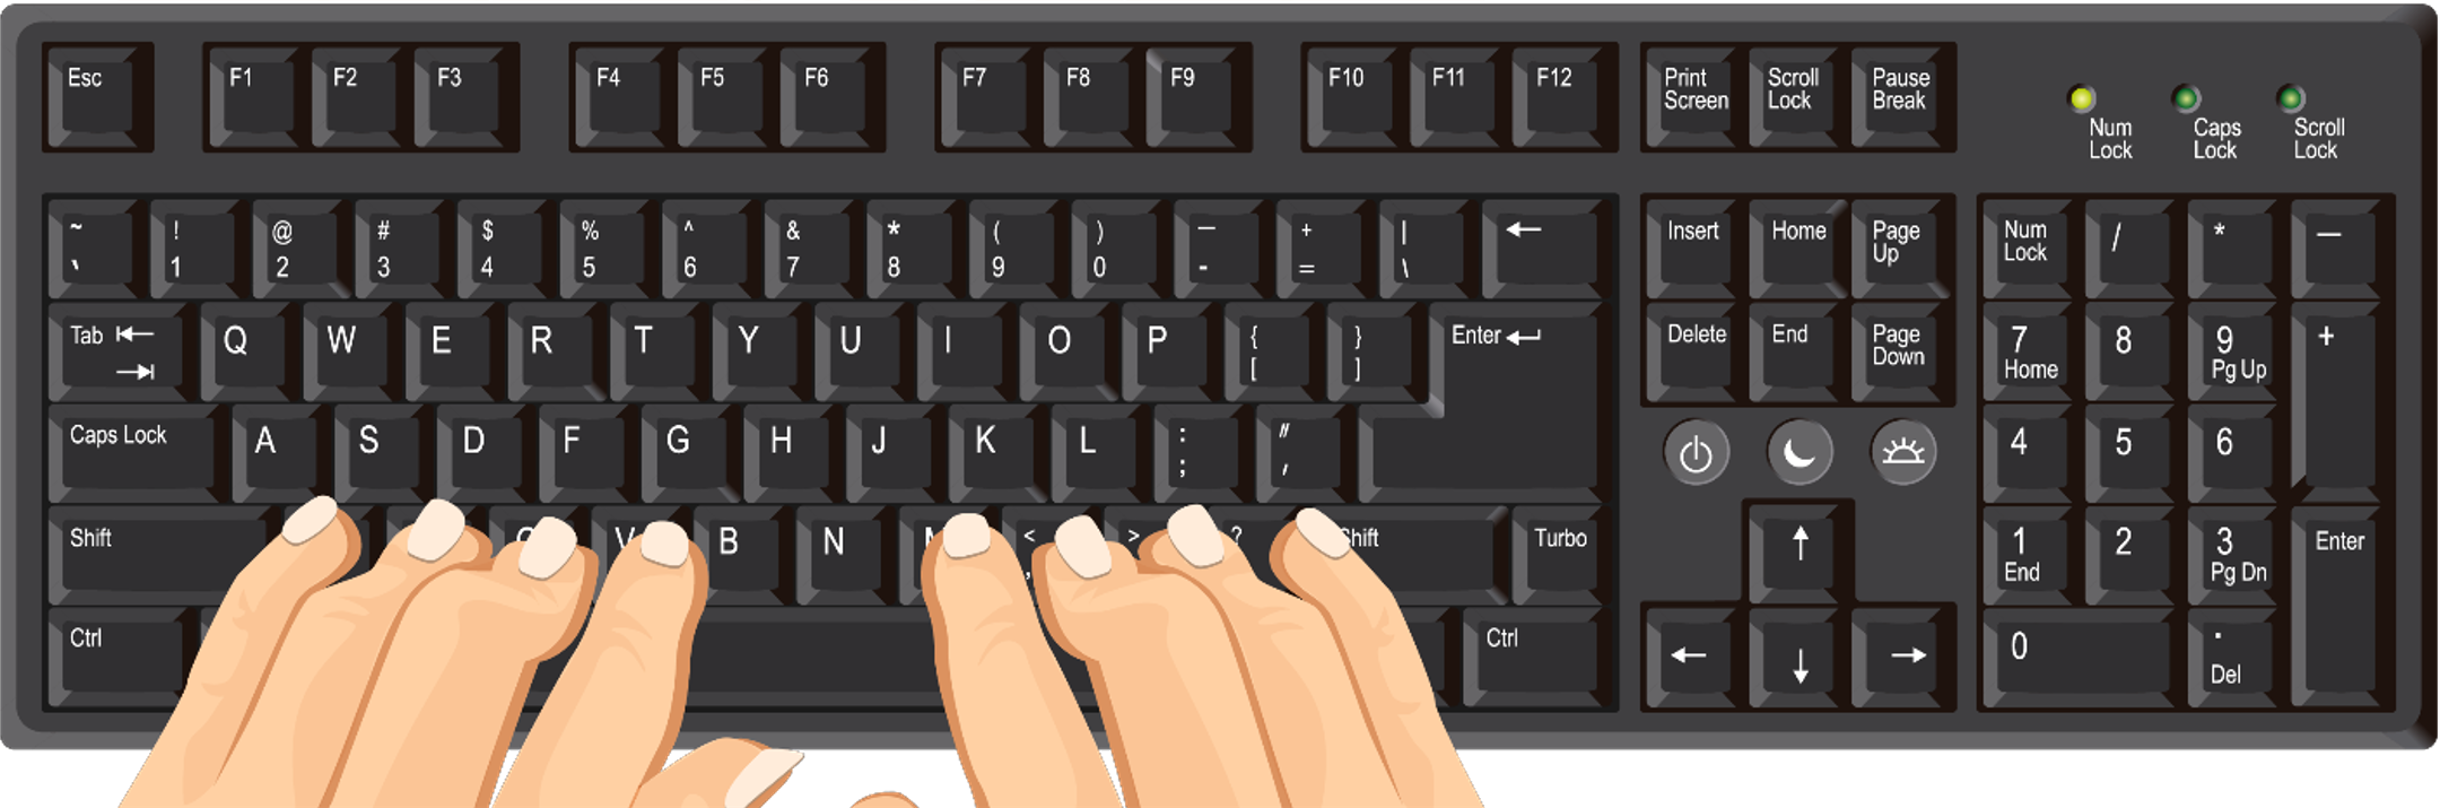 Esc F1 F2 F3 F4 F5 F6 F7 F8 F9 F10 F11 F12 Print Screen Scroll Lock Pause Break
Num Lock Caps Lock Scroll Lock
~ ! @ # $ % ^ & * ( ) — + | ←
` 1 2 3 4 5 6 7 8 9 0 - = \
Insert Home Page Up Num Lock / * —
Tab Q W E R T Y U I O P { [ } ] Enter
Delete End Page Down 7 Home 8 9 Pg Up +
Caps Lock A S D F G H J K L : ; " '
4 5 6
Shift V B N < > ? Shift Turbo
↑ 1 End 2 3 Pg Dn Enter
Ctrl Ctrl
← ↓ → 0 . Del